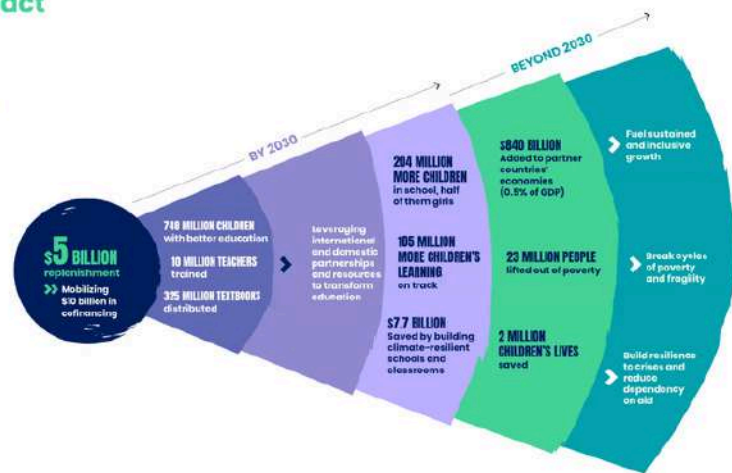 act
BY 2030
BEYOND 2030
$5 BILLION
replenishment
Mobilizing
$10 billion in
cofinancing
740 MILLION CHILDREN
with better education
10 MILLION TEACHERS
trained
325 MILLION TEXTBOOKS
distributed
Leveraging
international
and domestic
partnerships
and resources
to transform
education
204 MILLION
MORE CHILDREN
in school, half
of them girls
105 MILLION
MORE CHILDREN'S
LEARNING
on track
$7.7 BILLION
Saved by building
climate-resilient
schools and
classrooms
$840 BILLION
Added to partner
countries'
economies
(0.5% of GDP)
23 MILLION PEOPLE
lifted out of poverty
2 MILLION
CHILDREN'S LIVES
saved
Fuel sustained
and inclusive
growth
Break cycles
of poverty
and fragility
Build resilience
to crises and
reduce
dependency
on aid